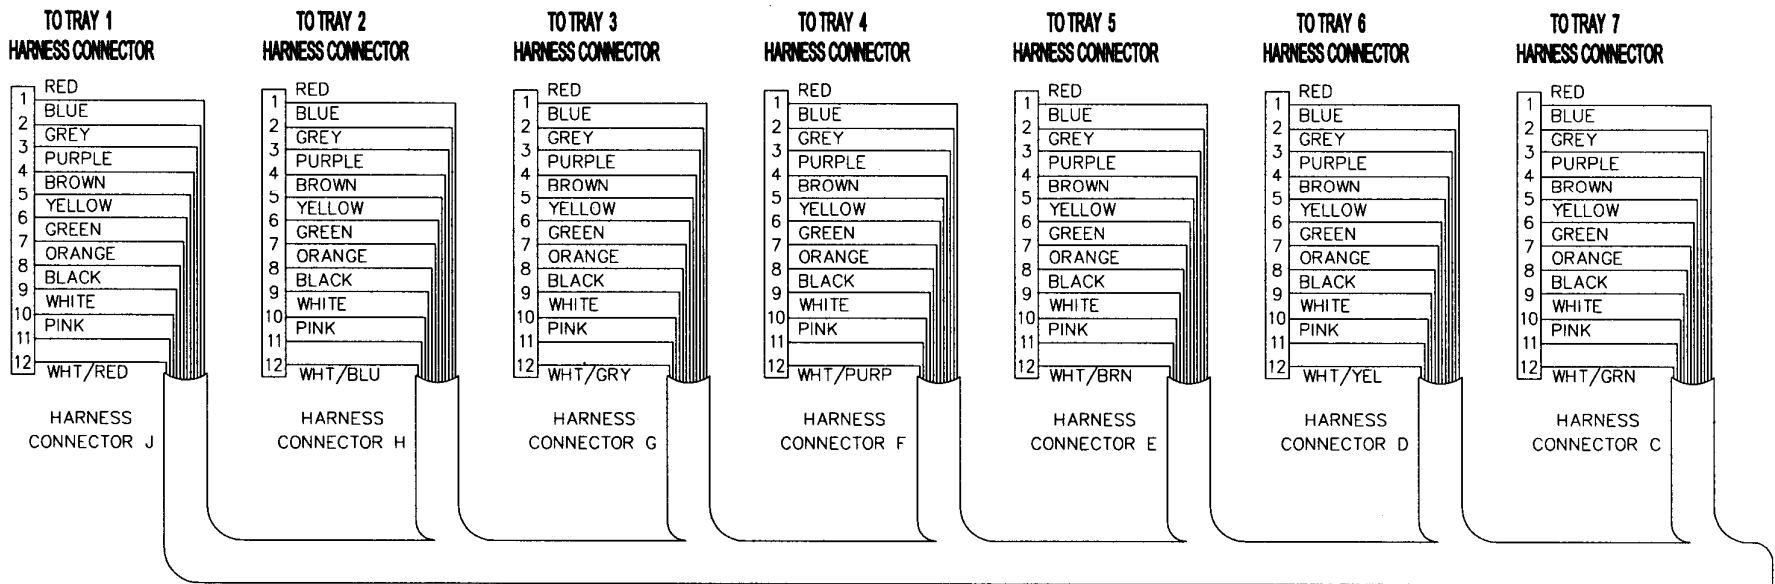 TO TRAY 1
HARNESS CONNECTOR
RED
1
BLUE
2
GREY
3
PURPLE
4
BROWN
5
YELLOW
6
GREEN
7
ORANGE
8
BLACK
9
WHITE
10
PINK
11
12
WHT/RED
HARNESS
CONNECTOR J
TO TRAY 2
HARNESS CONNECTOR
RED
1
BLUE
2
GREY
3
PURPLE
4
BROWN
5
YELLOW
6
GREEN
7
ORANGE
8
BLACK
9
WHITE
10
PINK
11
12
WHT/BLU
HARNESS
CONNECTOR H
TO TRAY 3
HARNESS CONNECTOR
RED
1
BLUE
2
GREY
3
PURPLE
4
BROWN
5
YELLOW
6
GREEN
7
ORANGE
8
BLACK
9
WHITE
10
PINK
11
12
WHT/GRY
HARNESS
CONNECTOR G
TO TRAY 4
HARNESS CONNECTOR
RED
1
BLUE
2
GREY
3
PURPLE
4
BROWN
5
YELLOW
6
GREEN
7
ORANGE
8
BLACK
9
WHITE
10
PINK
11
12
WHT/PURP
HARNESS
CONNECTOR F
TO TRAY 5
HARNESS CONNECTOR
RED
1
BLUE
2
GREY
3
PURPLE
4
BROWN
5
YELLOW
6
GREEN
7
ORANGE
8
BLACK
9
WHITE
10
PINK
11
12
WHT/BRN
HARNESS
CONNECTOR E
TO TRAY 6
HARNESS CONNECTOR
RED
1
BLUE
2
GREY
3
PURPLE
4
BROWN
5
YELLOW
6
GREEN
7
ORANGE
8
BLACK
9
WHITE
10
PINK
11
12
WHT/YEL
HARNESS
CONNECTOR D
TO TRAY 7
HARNESS CONNECTOR
RED
1
BLUE
2
GREY
3
PURPLE
4
BROWN
5
YELLOW
6
GREEN
7
ORANGE
8
BLACK
9
WHITE
10
PINK
11
12
WHT/GRN
HARNESS
CONNECTOR C